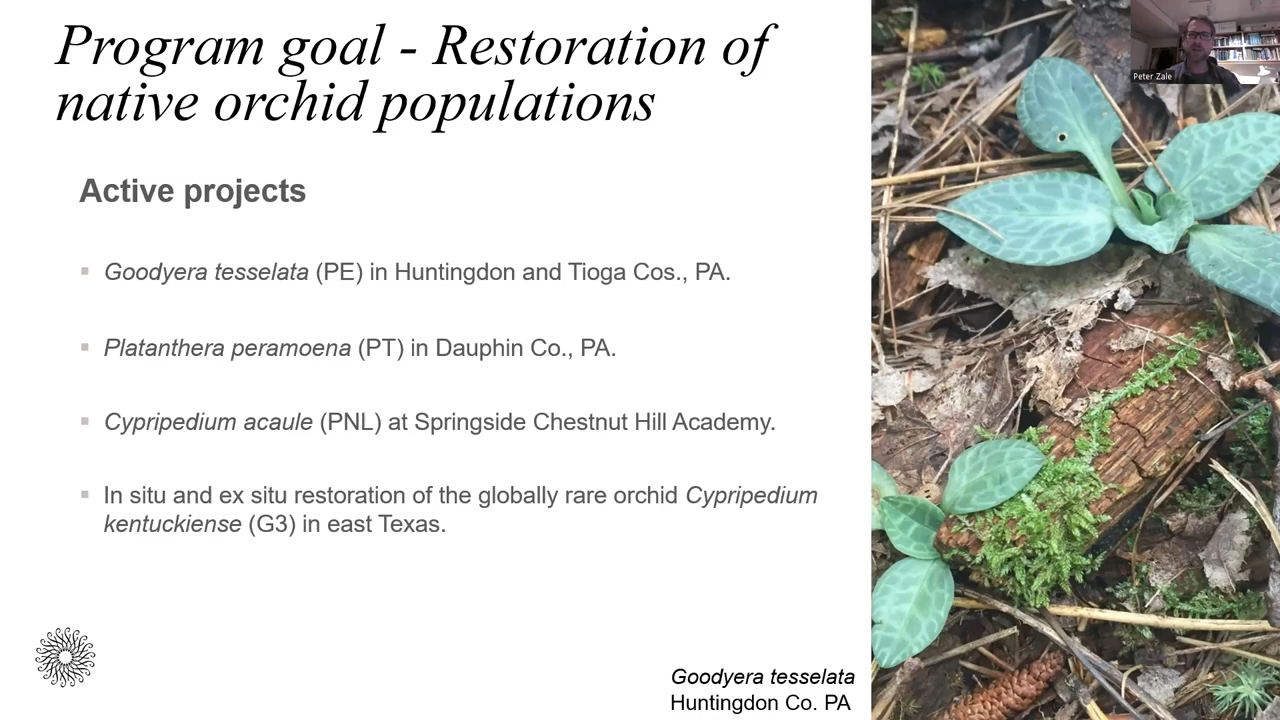 Program goal - Restoration of
native orchid populations
Peter Zale
Active projects
▪ Goodyera tesselata (PE) in Huntingdon and Tioga Cos., PA.
▪ Platanthera peramoena (PT) in Dauphin Co., PA.
▪ Cypripedium acaule (PNL) at Springside Chestnut Hill Academy.
▪ In situ and ex situ restoration of the globally rare orchid Cypripedium
kentuckiense (G3) in east Texas.
Goodyera tesselata
Huntingdon Co. PA